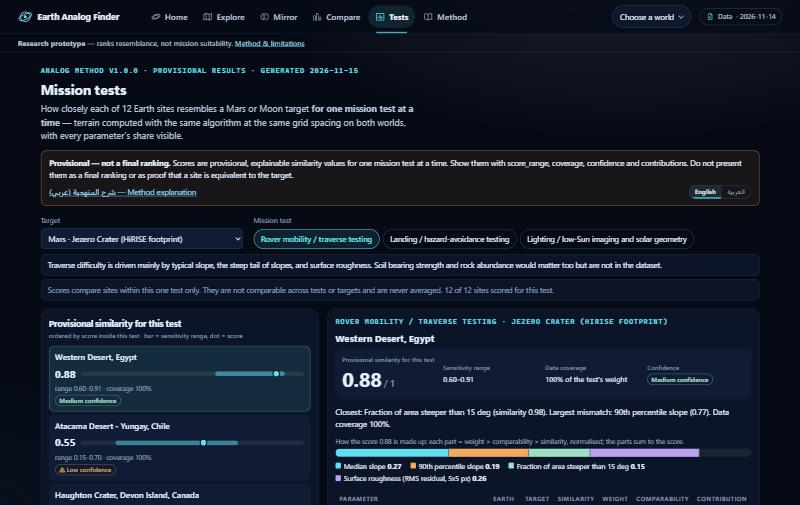 Earth Analog Finder
Home Explore Mirror Compare Tests Method
Choose a world
Data · 2026-11-14
Research prototype — ranks resemblance, not mission suitability. Method & limitations
ANALOG METHOD V1.0.0 · PROVISIONAL RESULTS · GENERATED 2026-11-15
Mission tests
How closely each of 12 Earth sites resembles a Mars or Moon target for one mission test at a
time — terrain computed with the same algorithm at the same grid spacing on both worlds,
with every parameter's share visible.
Provisional — not a final ranking. Scores are provisional, explainable similarity values for one mission test at a time. Show them with score_range, coverage, confidence and contributions. Do not present
them as a final ranking or as proof that a site is equivalent to the target.
شرح المنهجية (عربي) — Method explanation
English العربية
Target
Mission test
Mars · Jezero Crater (HiRISE footprint)
Rover mobility / traverse testing
Landing / hazard-avoidance testing
Lighting / low-Sun imaging and solar geometry
Traverse difficulty is driven mainly by typical slope, the steep tail of slopes, and surface roughness. Soil bearing strength and rock abundance would matter too but are not in the dataset.
Scores compare sites within this one test only. They are not comparable across tests or targets and are never averaged. 12 of 12 sites scored for this test.
Provisional similarity for this test
ordered by score inside this test · bar = sensitivity range, dot = score
Western Desert, Egypt
0.88
range 0.60–0.91 · coverage 100%
Medium confidence
Atacama Desert – Yungay, Chile
0.55
range 0.15–0.70 · coverage 100%
Low confidence
Haughton Crater, Devon Island, Canada
ROVER MOBILITY / TRAVERSE TESTING · JEZERO CRATER (HIRISE FOOTPRINT)
Western Desert, Egypt
Provisional similarity for this test
0.88 / 1
Sensitivity range
0.60–0.91
Data coverage
100% of the test's weight
Confidence
Medium confidence
Closest: Fraction of area steeper than 15 deg (similarity 0.98). Largest mismatch: 90th percentile slope (0.77). Data
coverage 100%.
How the score 0.88 is made up: each part = weight × comparability × similarity, normalised; the parts sum to the score.
Median slope 0.27 90th percentile slope 0.19 Fraction of area steeper than 15 deg 0.15
Surface roughness (RMS residual, 5x5 px) 0.26
PARAMETER EARTH TARGET SIMILARITY WEIGHT COMPARABILITY CONTRIBUTION